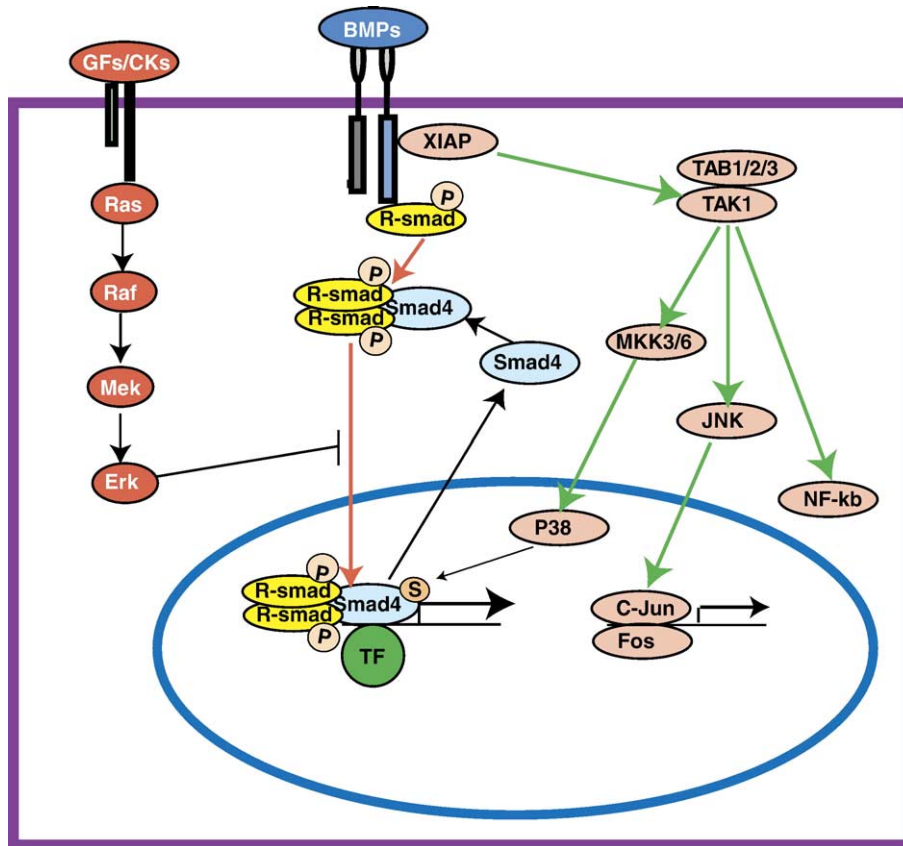 BMPs
GFs/CKs
XIAP
TAB1/2/3
TAK1
P
Ras
R-smad
P
Raf
R-smad
R-smad
Smad4
P
MKK3/6
Smad4
Mek
JNK
Erk
NF-kb
P38
P
R-smad
R-smad
Smad4
S
P
TF
C-Jun
Fos